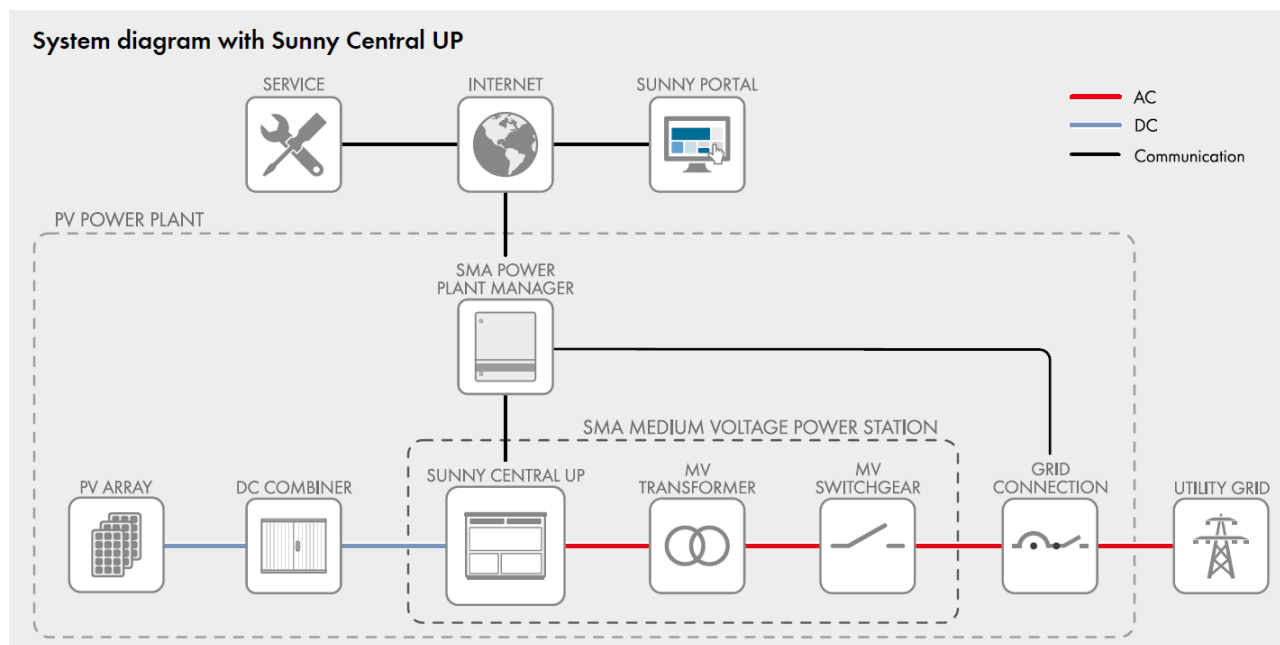 System diagram with Sunny Central UP
SERVICE
INTERNET
SUNNY PORTAL
AC
DC
Communication
PV POWER PLANT
SMA POWER
PLANT MANAGER
SMA MEDIUM VOLTAGE POWER STATION
PV ARRAY
DC COMBINER
SUNNY CENTRAL UP
MV
TRANSFORMER
MV
SWITCHGEAR
GRID
CONNECTION
UTILITY GRID